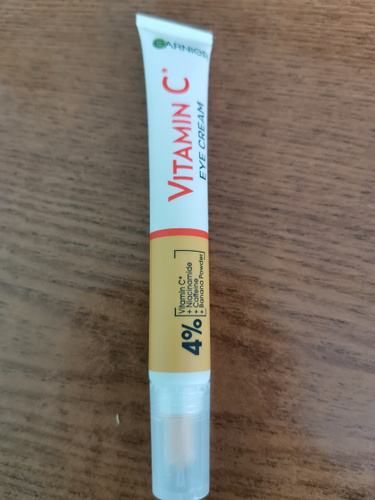 GARNIER
VITAMIN C*
EYE CREAM
4%
Vitamin C*
+ Niacinamide
+ Caffeine
+ Banana Powder